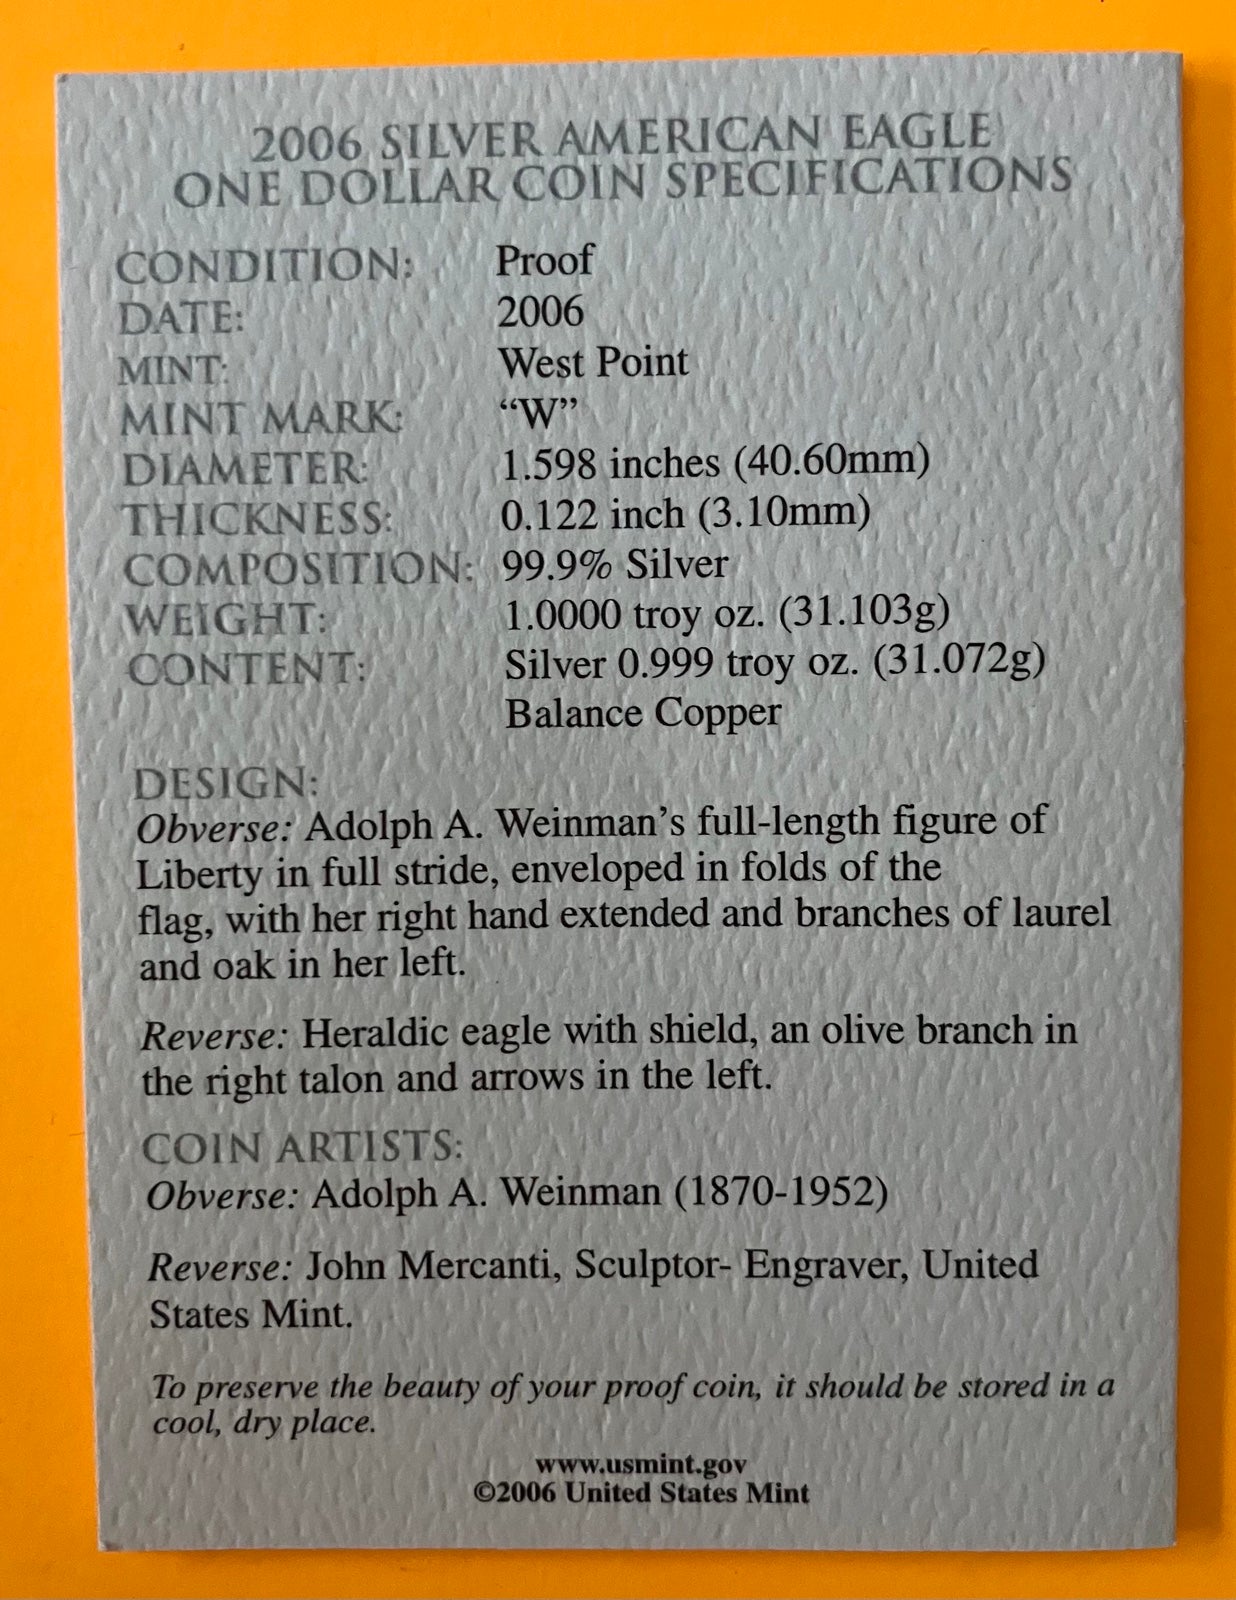 2006 SILVER AMERICAN EAGLE
ONE DOLLAR COIN SPECIFICATIONS
CONDITION: Proof
DATE: 2006
MINT: West Point
MINT MARK: “W”
DIAMETER: 1.598 inches (40.60mm)
THICKNESS: 0.122 inch (3.10mm)
COMPOSITION: 99.9% Silver
WEIGHT: 1.0000 troy oz. (31.103g)
CONTENT: Silver 0.999 troy oz. (31.072g)
Balance Copper
DESIGN:
Obverse: Adolph A. Weinman’s full-length figure of
Liberty in full stride, enveloped in folds of the
flag, with her right hand extended and branches of laurel
and oak in her left.
Reverse: Heraldic eagle with shield, an olive branch in
the right talon and arrows in the left.
COIN ARTISTS:
Obverse: Adolph A. Weinman (1870-1952)
Reverse: John Mercanti, Sculptor- Engraver, United
States Mint.
To preserve the beauty of your proof coin, it should be stored in a
cool, dry place.
www.usmint.gov
©2006 United States Mint